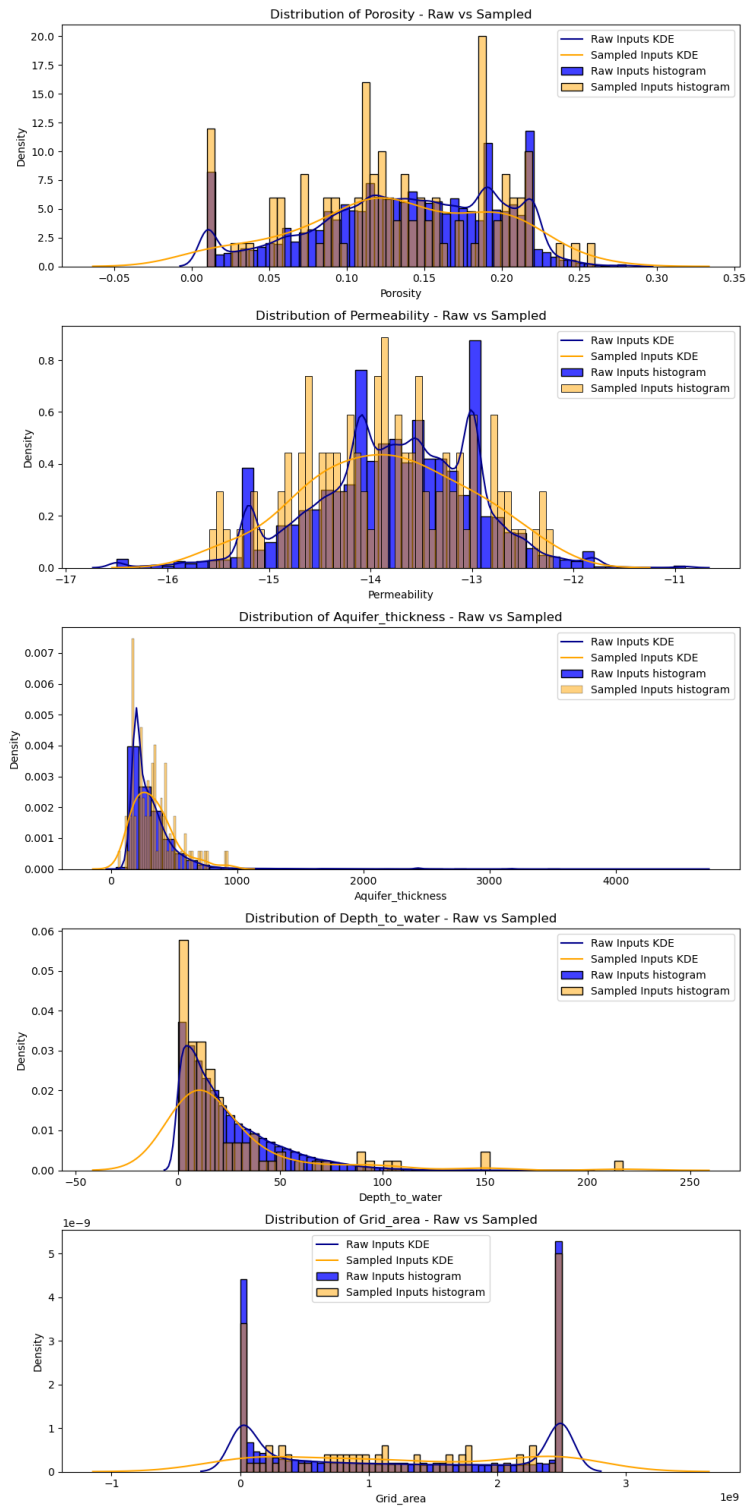 Distribution of Porosity - Raw vs Sampled
Raw Inputs KDE
Sampled Inputs KDE
Raw Inputs histogram
Sampled Inputs histogram
20.0
17.5
15.0
12.5
10.0
7.5
5.0
2.5
0.0
Density
−0.05 0.00 0.05 0.10 0.15 0.20 0.25 0.30 0.35
Porosity
Distribution of Permeability - Raw vs Sampled
Raw Inputs KDE
Sampled Inputs KDE
Raw Inputs histogram
Sampled Inputs histogram
0.8
0.6
0.4
0.2
0.0
Density
−17 −16 −15 −14 −13 −12 −11
Permeability
Distribution of Aquifer_thickness - Raw vs Sampled
Raw Inputs KDE
Sampled Inputs KDE
Raw Inputs histogram
Sampled Inputs histogram
0.007
0.006
0.005
0.004
0.003
0.002
0.001
0.000
Density
0 1000 2000 3000 4000
Aquifer_thickness
Distribution of Depth_to_water - Raw vs Sampled
Raw Inputs KDE
Sampled Inputs KDE
Raw Inputs histogram
Sampled Inputs histogram
0.06
0.05
0.04
0.03
0.02
0.01
0.00
Density
−50 0 50 100 150 200 250
Depth_to_water
1e−9
Distribution of Grid_area - Raw vs Sampled
Raw Inputs KDE
Sampled Inputs KDE
Raw Inputs histogram
Sampled Inputs histogram
5
4
3
2
1
0
Density
−1 0 1 2 3
1e9
Grid_area